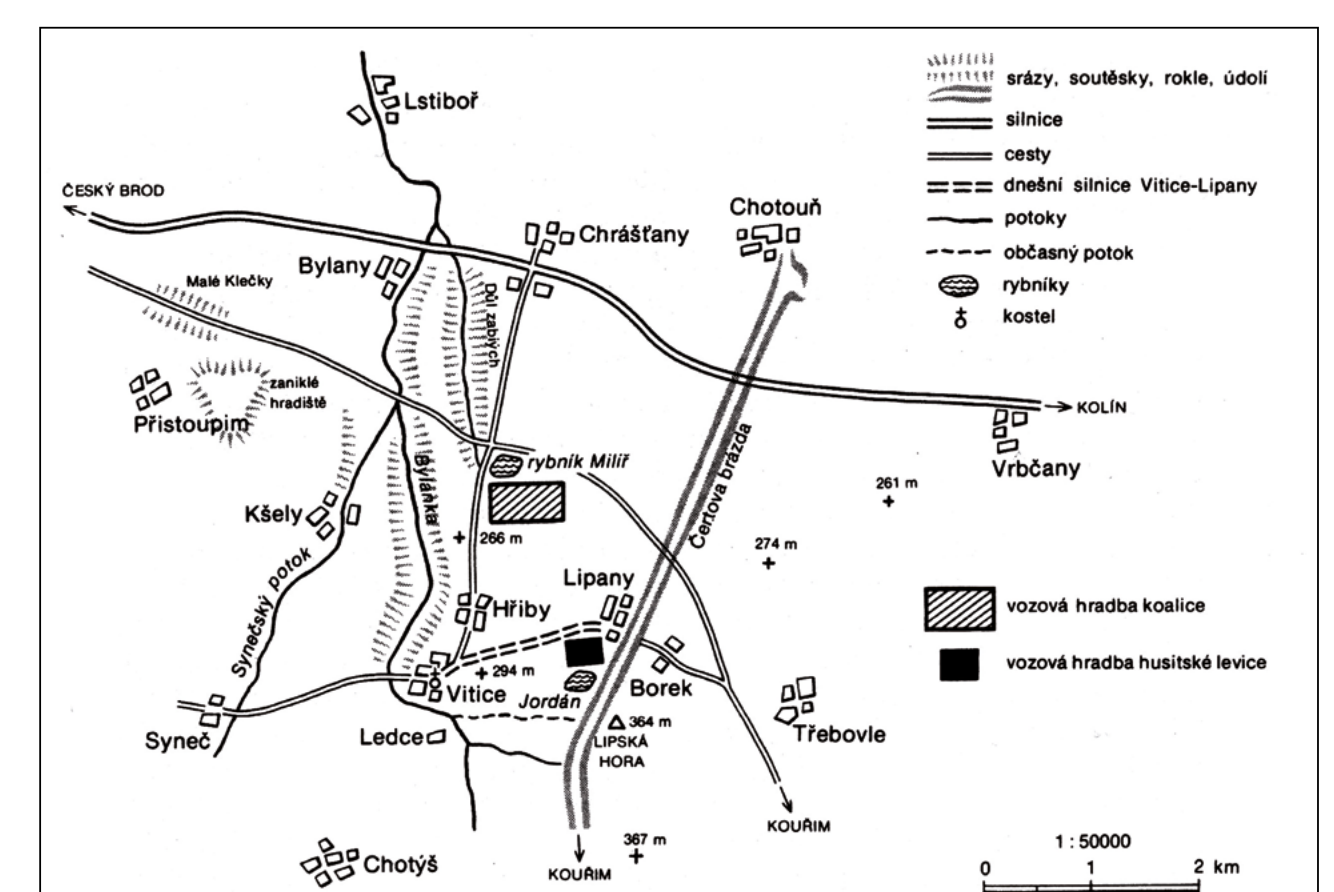 Lstiboř
srázy, soutěsky, rokle, údolí
silnice
cesty
dnešní silnice Vitice-Lipany
potoky
občasný potok
rybníky
kostel
ČESKÝ BROD
Chotouň
Chrášťany
Bylany
Malé Klečky
Důl zabitých
zaniklé
hradiště
Přistoupim
KOLÍN
Vrbčany
rybník Milíř
Bylanka
Čertova brázda
261 m
Kšely
266 m
274 m
Synečský potok
Lipany
Hřiby
vozová hradba koalice
vozová hradba husitské levice
294 m
Vitice
Jordán
Borek
Syneč
Ledce
364 m
LIPSKÁ
HORA
Třebovle
KOUŘIM
367 m
Chotýš
KOUŘIM
1 : 50000
0 1 2 km